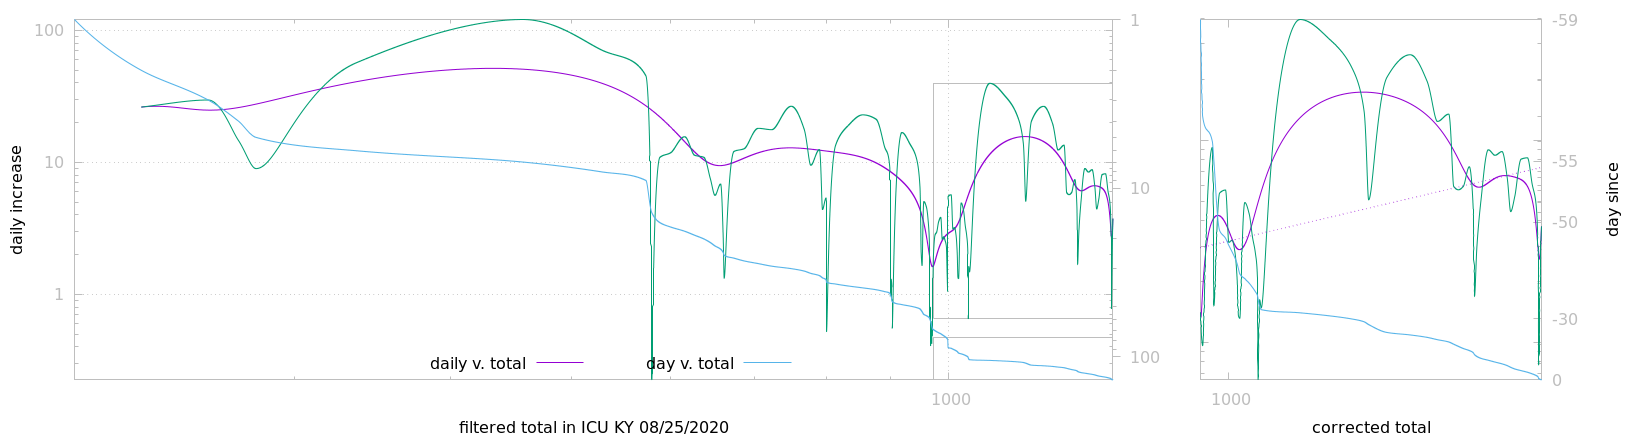 daily increase
100
10
1
daily v. total
day v. total
1
10
100
1000
filtered total in ICU KY 08/25/2020
-59
-55
-50
-30
0
day since
1000
corrected total